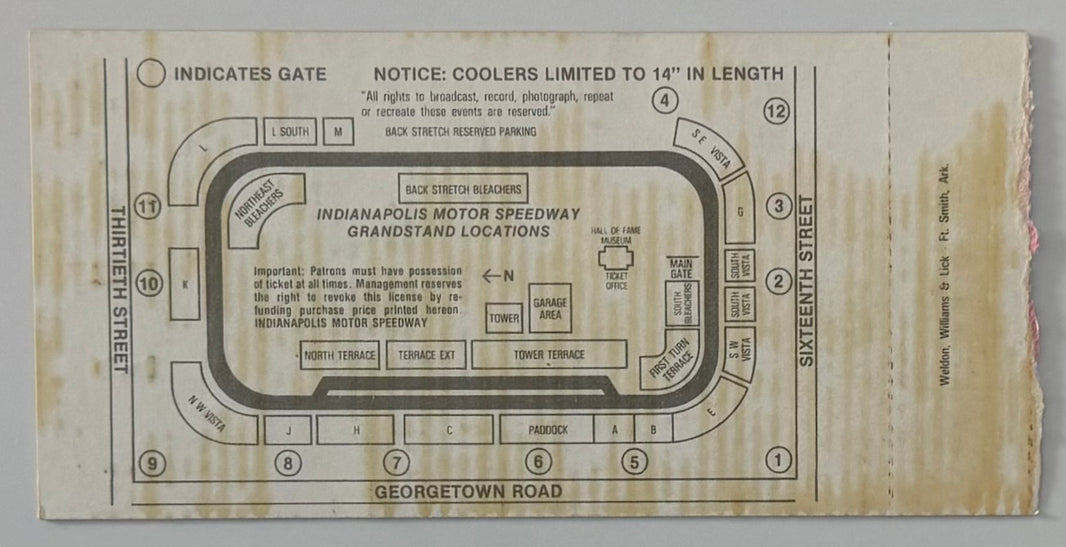 INDICATES GATE
NOTICE: COOLERS LIMITED TO 14" IN LENGTH
"All rights to broadcast, record, photograph, repeat
or recreate these events are reserved."
4
12
L SOUTH
M
BACK STRETCH RESERVED PARKING
L
S E VISTA
NORTHEAST
BLEACHERS
BACK STRETCH BLEACHERS
11
G
3
INDIANAPOLIS MOTOR SPEEDWAY
GRANDSTAND LOCATIONS
HALL OF FAME
MUSEUM
TICKET
OFFICE
THIRTIETH STREET
10
K
Important: Patrons must have possession
of ticket at all times. Management reserves
the right to revoke this license by re-
funding purchase price printed hereon.
INDIANAPOLIS MOTOR SPEEDWAY
←N
TOWER
GARAGE
AREA
MAIN
GATE
SOUTH
BLEACHERS
SOUTH
VISTA
SOUTH
VISTA
2
SIXTEENTH STREET
NORTH TERRACE
TERRACE EXT
TOWER TERRACE
FIRST TURN
TERRACE
S W
VISTA
N W VISTA
J
H
C
PADDOCK
A
B
E
9
8
7
6
5
1
GEORGETOWN ROAD
Weldon, Williams & Lick - Ft. Smith, Ark.